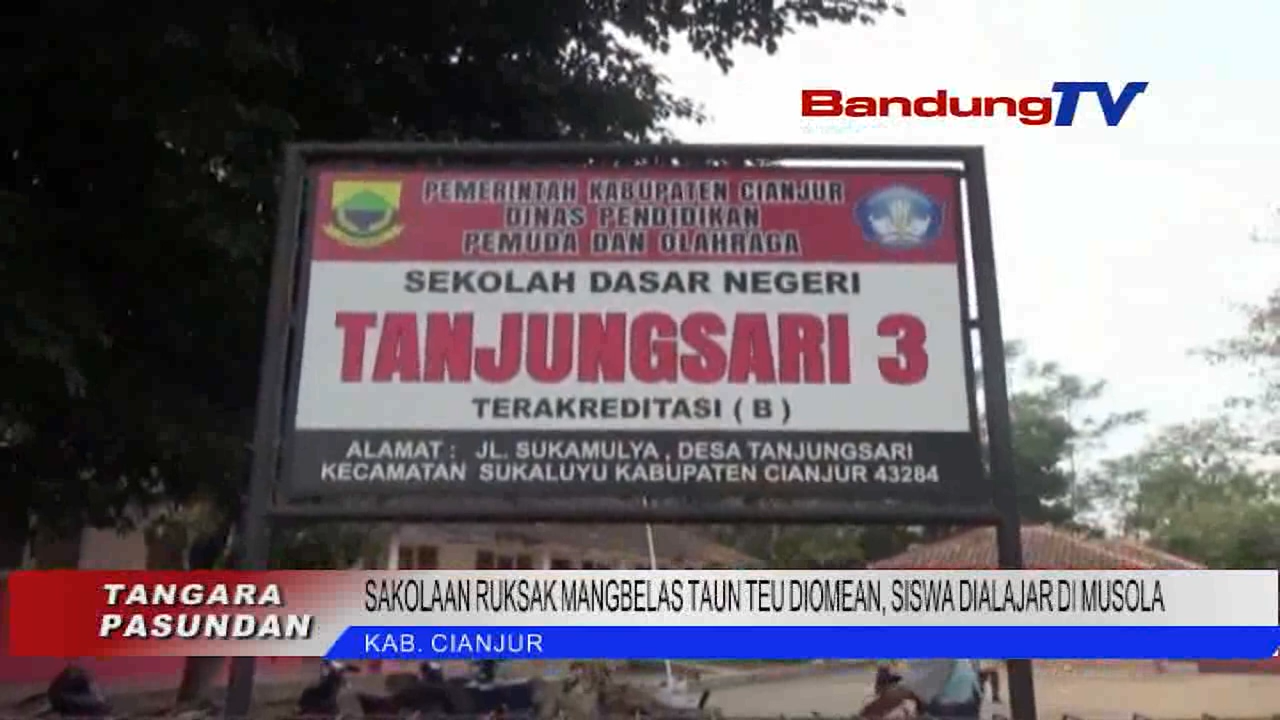 BandungTV
PEMERINTAH KABUPATEN CIANJUR
DINAS PENDIDIKAN
PEMUDA DAN OLAHRAGA
SEKOLAH DASAR NEGERI
TANJUNGSARI 3
TERAKREDITASI ( B )
ALAMAT : JL. SUKAMULYA , DESA TANJUNGSARI
KECAMATAN SUKALUYU KABUPATEN CIANJUR 43284
TANGARA
PASUNDAN
SAKOLAAN RUKSAK MANGBELAS TAUN TEU DIOMEAN, SISWA DIALAJAR DI MUSOLA
KAB. CIANJUR